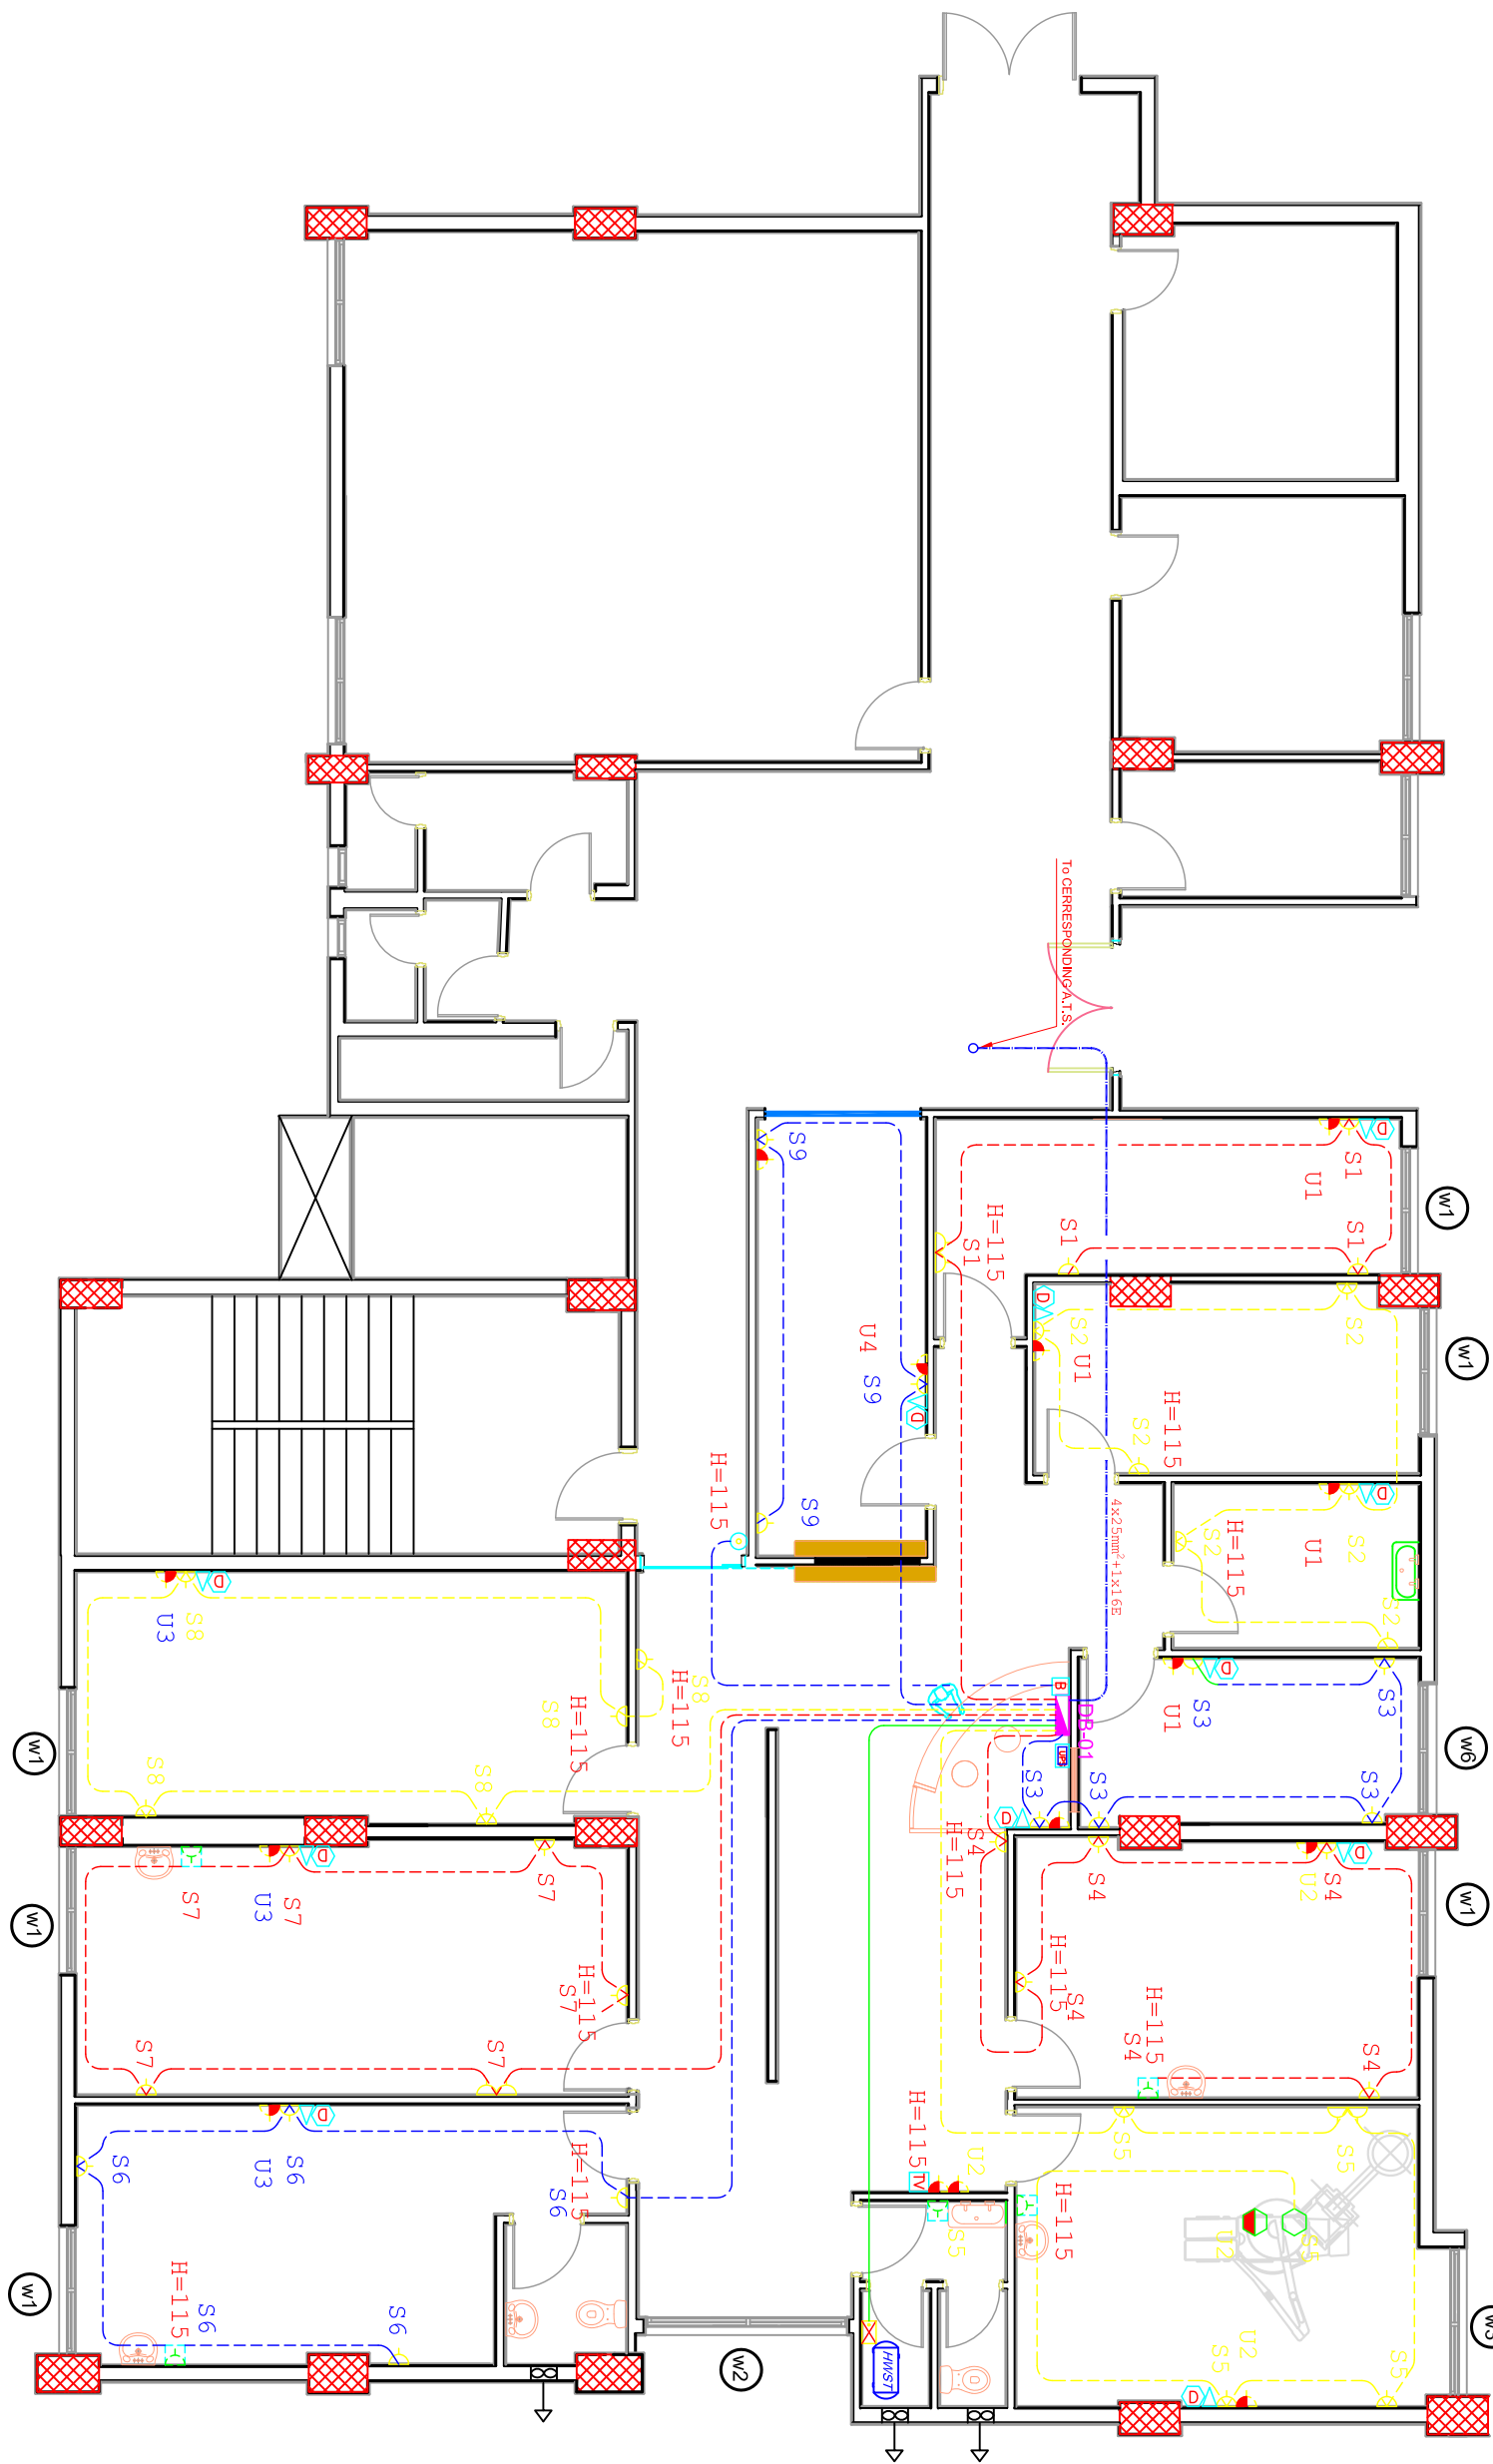 To CERRESPONDING A.T.S.
S9
S1
U1
S1
S1
H=115
S1
w1
S2
U1
S2
w1
U4
S9
H=115
S2
H=115
S9
4x25mm²+1x16E
S2
H=115
U1
S2
S2
D
D
D
D
D
U3
S8
S8
H=115
S8
H=115
S8
S8
w1
B
DB-01
UPS
U1
S3
S3
S3
S3
S3
w6
D
D
S4
H=115
S4
U2
S4
w1
D
D
S7
U3
S7
S7
H=115
S7
S7
S7
w1
H=115
S4
H=115
S4
S4
D
S6
U3
S6
H=115
S6
H=115
TV
U2
S5
S5
H=115
S5
U2
S5
H=115
S6
S6
w1
w2
HWST
D
S5
U2
S5
w3